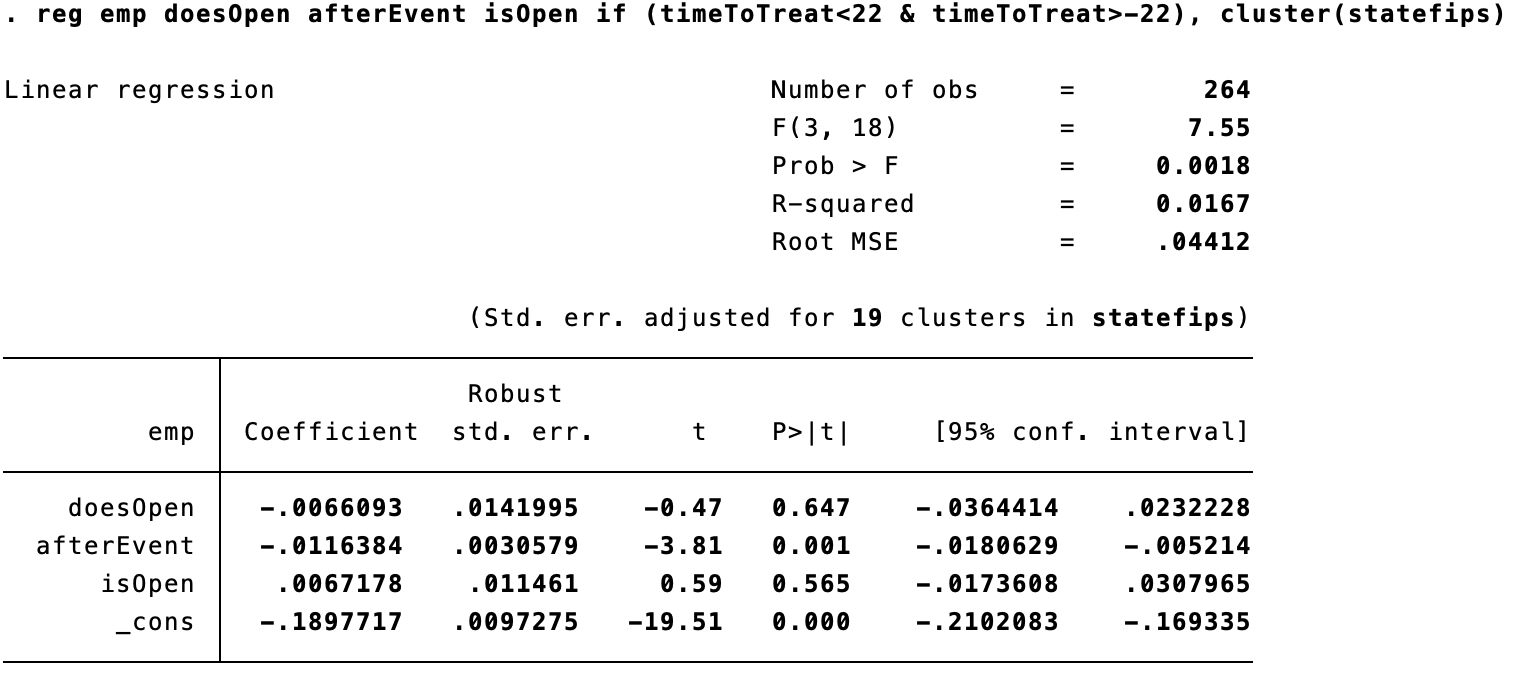 . reg emp doesOpen afterEvent isOpen if (timeToTreat<22 & timeToTreat>-22), cluster(statefips)
Linear regression Number of obs = 264
F(3, 18) = 7.55
Prob > F = 0.0018
R-squared = 0.0167
Root MSE = .04412
(Std. err. adjusted for 19 clusters in statefips)
Robust
emp Coefficient std. err. t P>|t| [95% conf. interval]
doesOpen -.0066093 .0141995 -0.47 0.647 -.0364414 .0232228
afterEvent -.0116384 .0030579 -3.81 0.001 -.0180629 -.005214
isOpen .0067178 .011461 0.59 0.565 -.0173608 .0307965
_cons -.1897717 .0097275 -19.51 0.000 -.2102083 -.169335